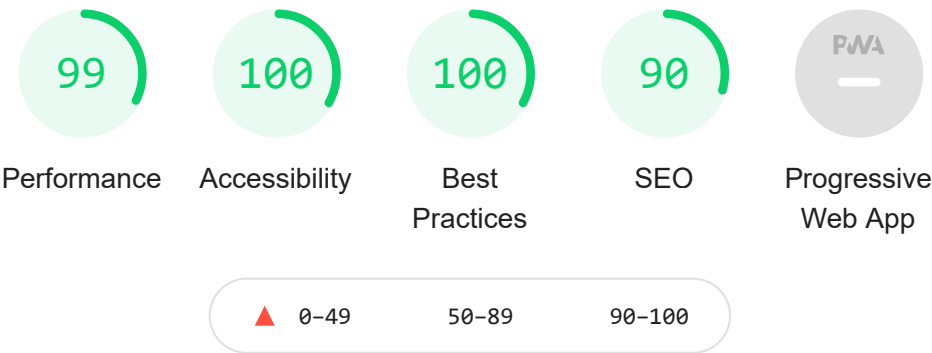 99 100 100 90 PWA
Performance Accessibility Best Practices SEO Progressive Web App
0–49 50–89 90–100